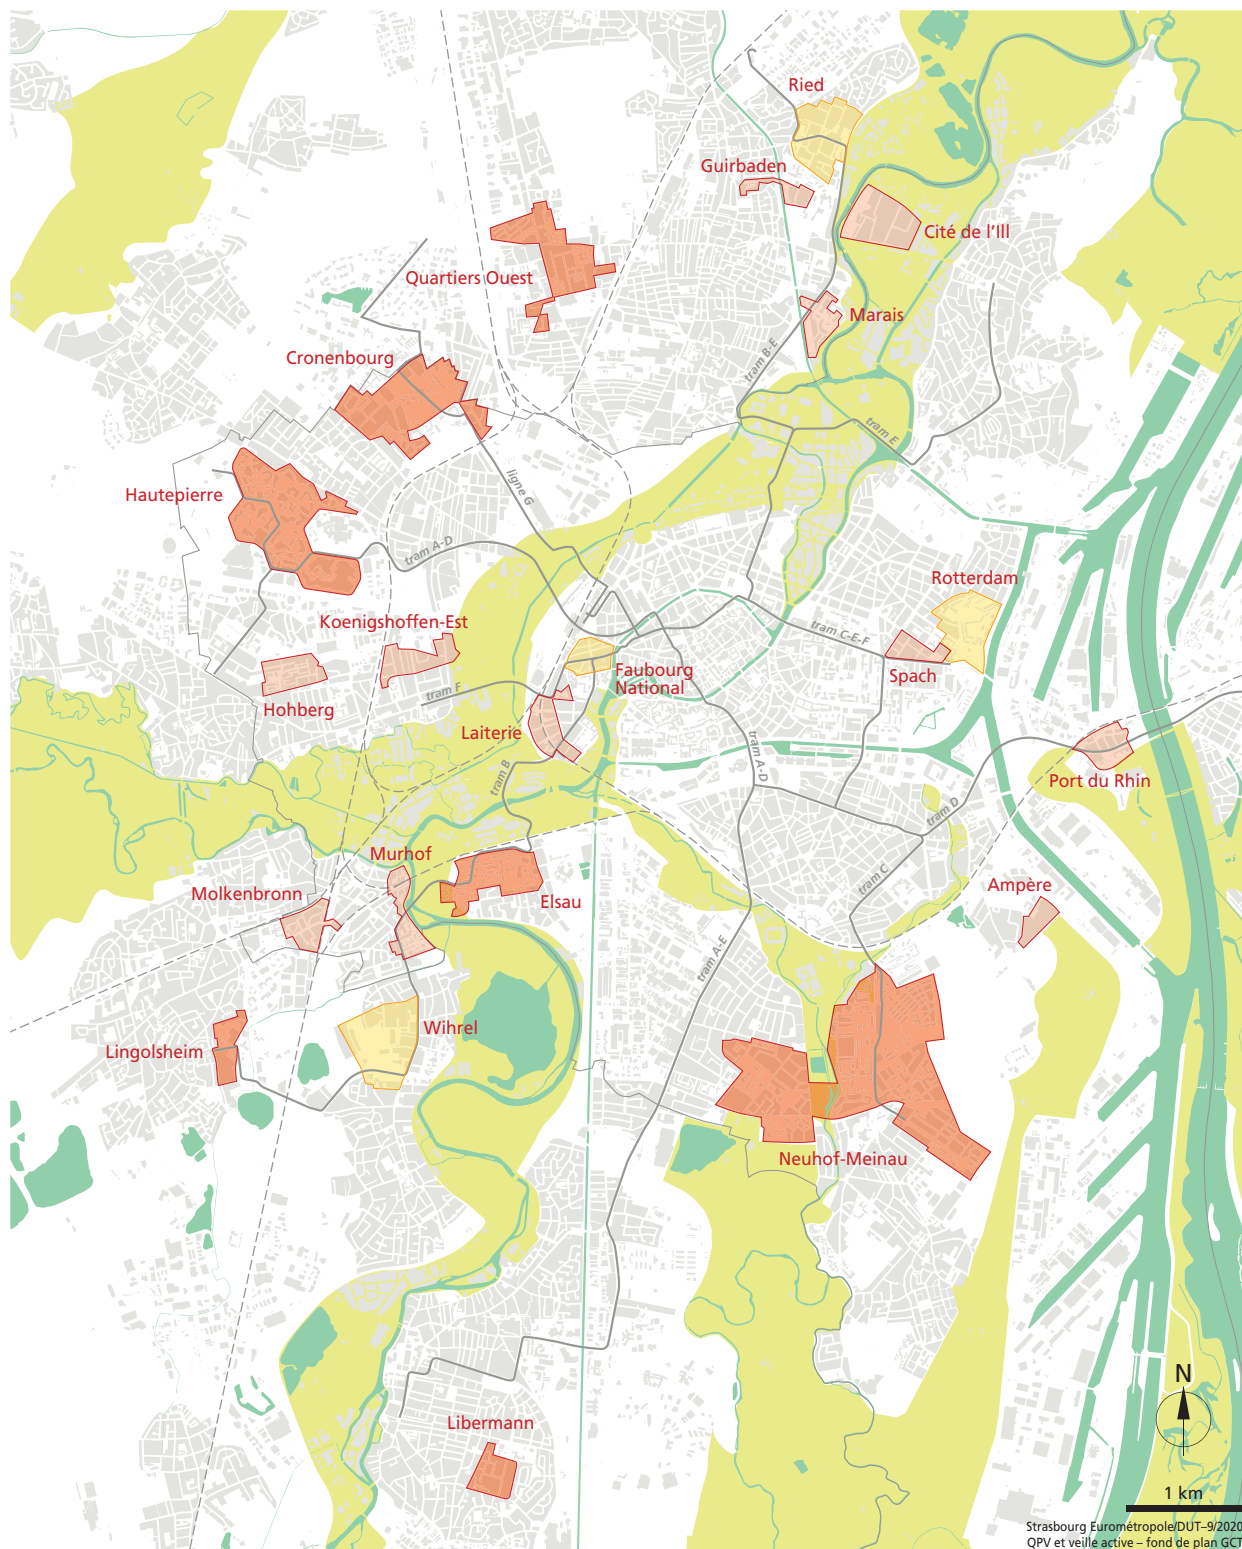 Ried
Guirbaden
Cité de l'Ill
Quartiers Ouest
Marais
Cronenbourg
tram B-E
tram E
Hautepierre
ligne G
tram A-D
Rotterdam
Koenigshoffen-Est
tram C-E-F
Faubourg
National
Spach
Hohberg
tram F
Laiterie
tram A-D
Port du Rhin
tram B
tram D
Murhof
Molkenbronn
Elsau
tram C
Ampère
tram A-E
Wihrel
Lingolsheim
Neuhof-Meinau
N
Libermann
1 km
Strasbourg Eurométropole/DUT–9/2020
QPV et veille active – fond de plan GCT